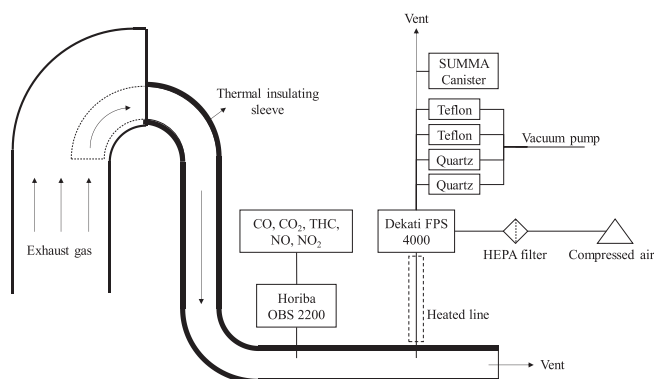 Vent
SUMMA
Canister
Thermal insulating
sleeve
Teflon
Teflon
Vacuum pump
Quartz
Quartz
CO, CO₂, THC,
NO, NO₂
Dekati FPS
4000
Exhaust gas
HEPA filter
Compressed air
Horiba
OBS 2200
Heated line
Vent